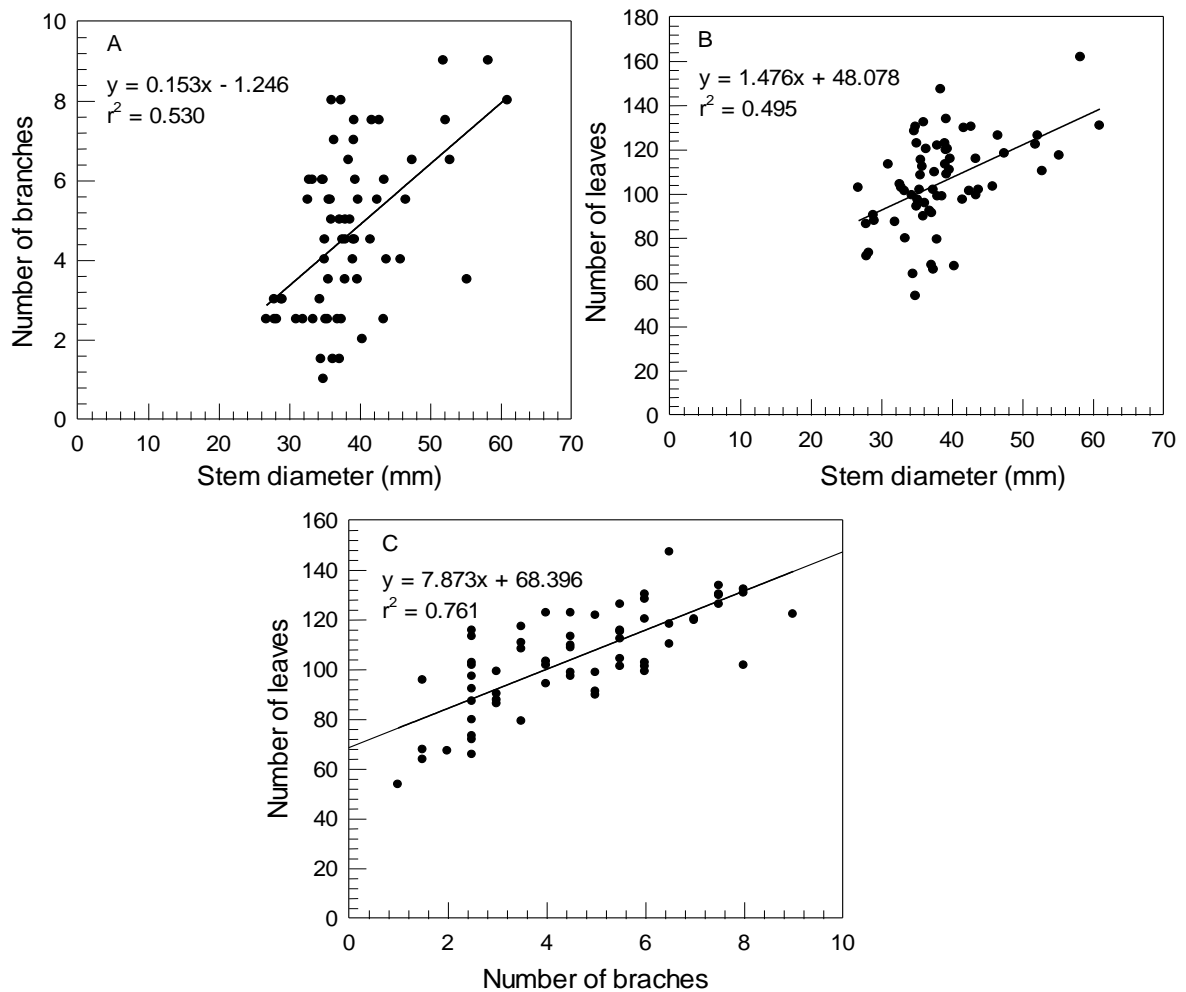 A
y = 0.153x - 1.246
r² = 0.530
Number of branches
10
8
6
4
2
0
0 10 20 30 40 50 60 70
Stem diameter (mm)
B
y = 1.476x + 48.078
r² = 0.495
Number of leaves
180
160
140
120
100
80
60
40
20
0
0 10 20 30 40 50 60 70
Stem diameter (mm)
C
y = 7.873x + 68.396
r² = 0.761
Number of leaves
160
140
120
100
80
60
40
20
0
0 2 4 6 8 10
Number of braches